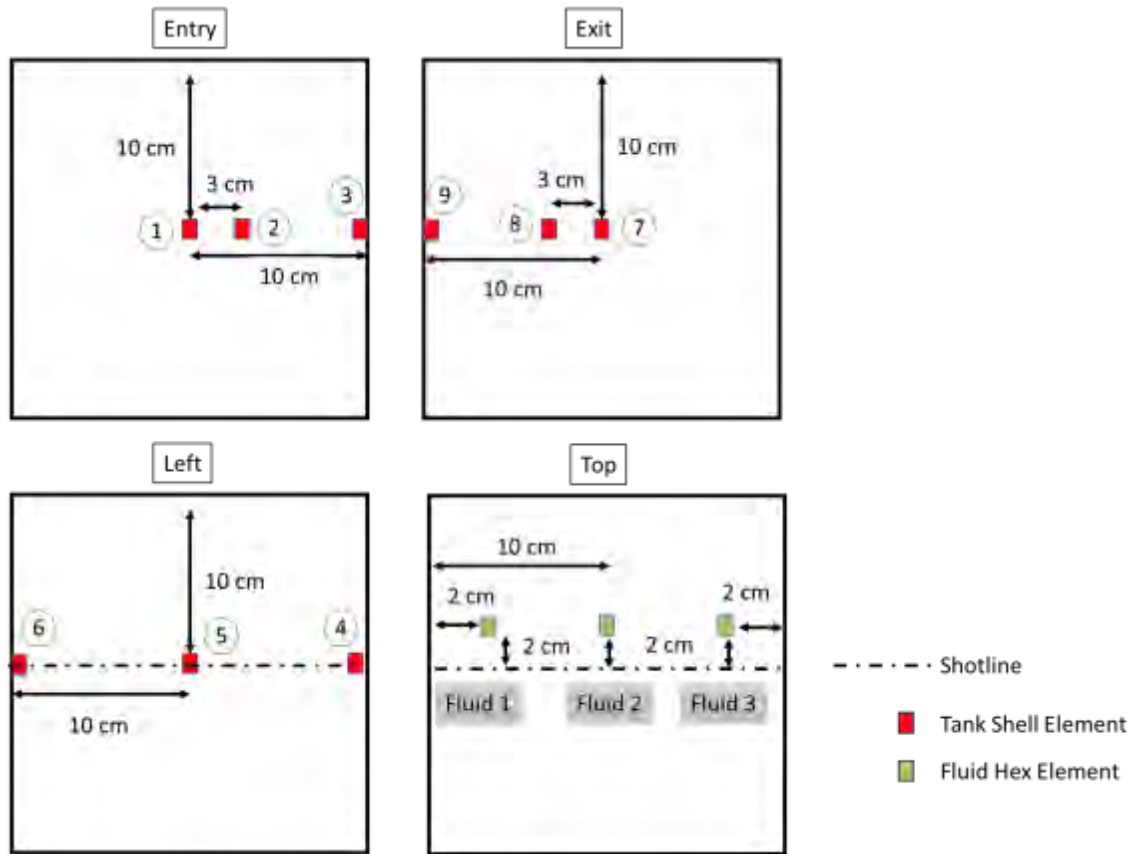 Entry
Exit
10 cm
3 cm
1
2
3
10 cm
9
8
7
3 cm
10 cm
10 cm
Left
Top
10 cm
6
5
4
10 cm
10 cm
2 cm
2 cm
2 cm
2 cm
Fluid 1
Fluid 2
Fluid 3
Shotline
Tank Shell Element
Fluid Hex Element